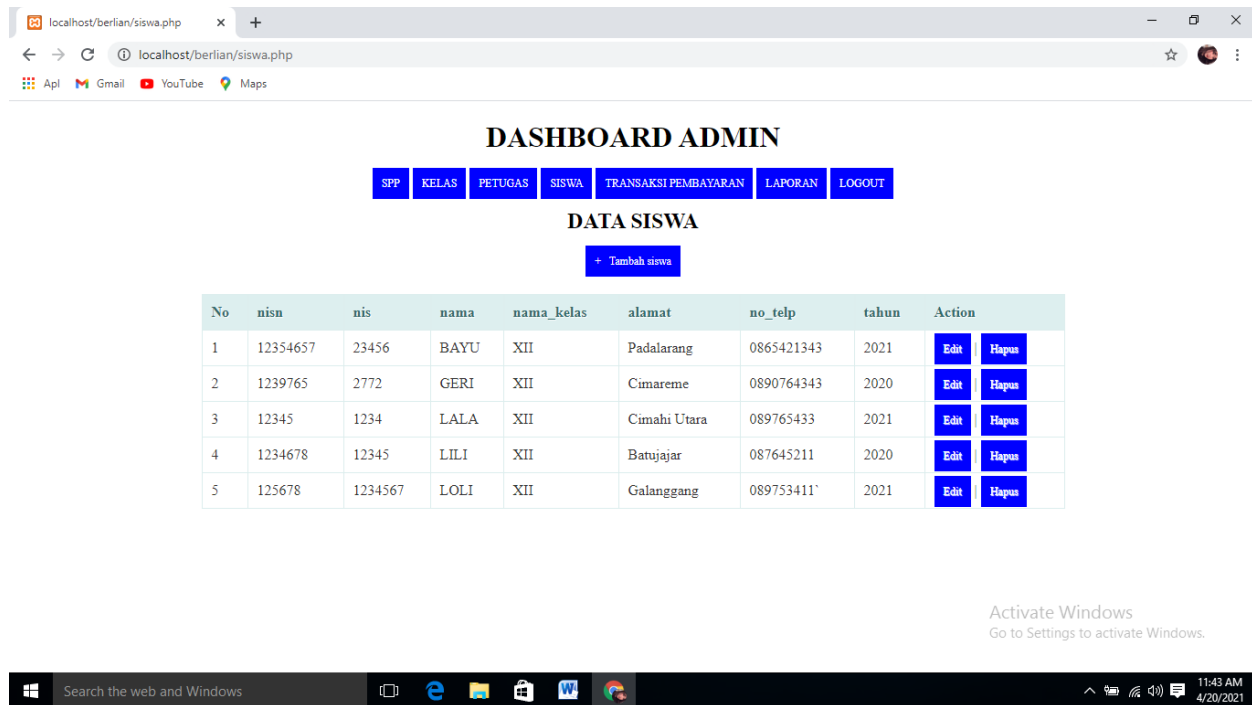 localhost/berlian/siswa.php
localhost/berlian/siswa.php
Apl Gmail YouTube Maps
DASHBOARD ADMIN
SPP KELAS PETUGAS SISWA TRANSAKSI PEMBAYARAN LAPORAN LOGOUT
DATA SISWA
+ Tambah siswa
No nisn nis nama nama_kelas alamat no_telp tahun Action
1 12354657 23456 BAYU XII Padalarang 0865421343 2021 Edit | Hapus
2 1239765 2772 GERI XII Cimareme 0890764343 2020 Edit | Hapus
3 12345 1234 LALA XII Cimahi Utara 089765433 2021 Edit | Hapus
4 1234678 12345 LILI XII Batujajar 087645211 2020 Edit | Hapus
5 125678 1234567 LOLI XII Galanggang 089753411` 2021 Edit | Hapus
Activate Windows
Go to Settings to activate Windows.
Search the web and Windows
11:43 AM
4/20/2021